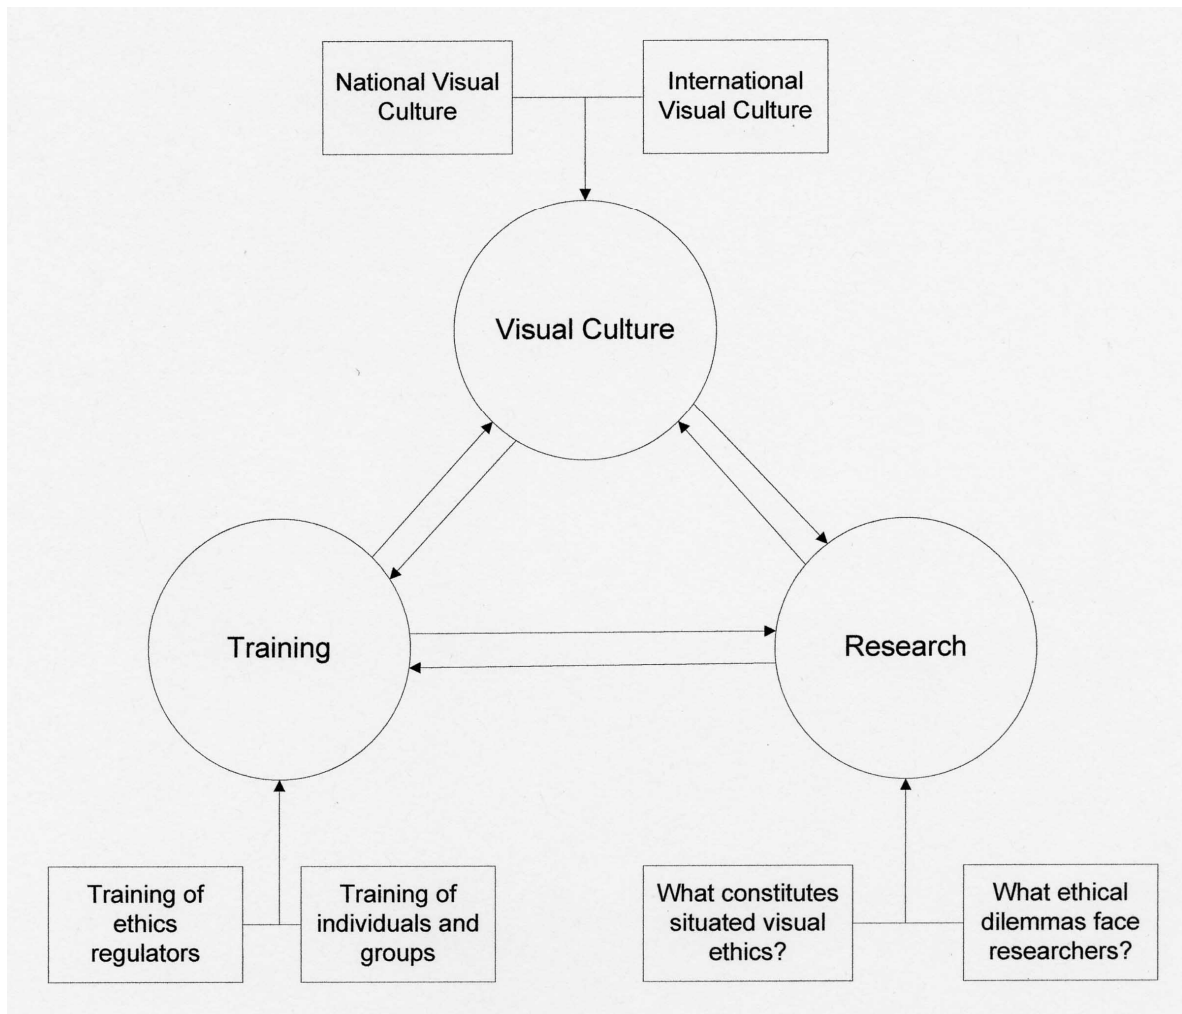 National Visual
Culture
International
Visual Culture
Visual Culture
Training
Research
Training of
ethics
regulators
Training of
individuals and
groups
What constitutes
situated visual
ethics?
What ethical
dilemmas face
researchers?